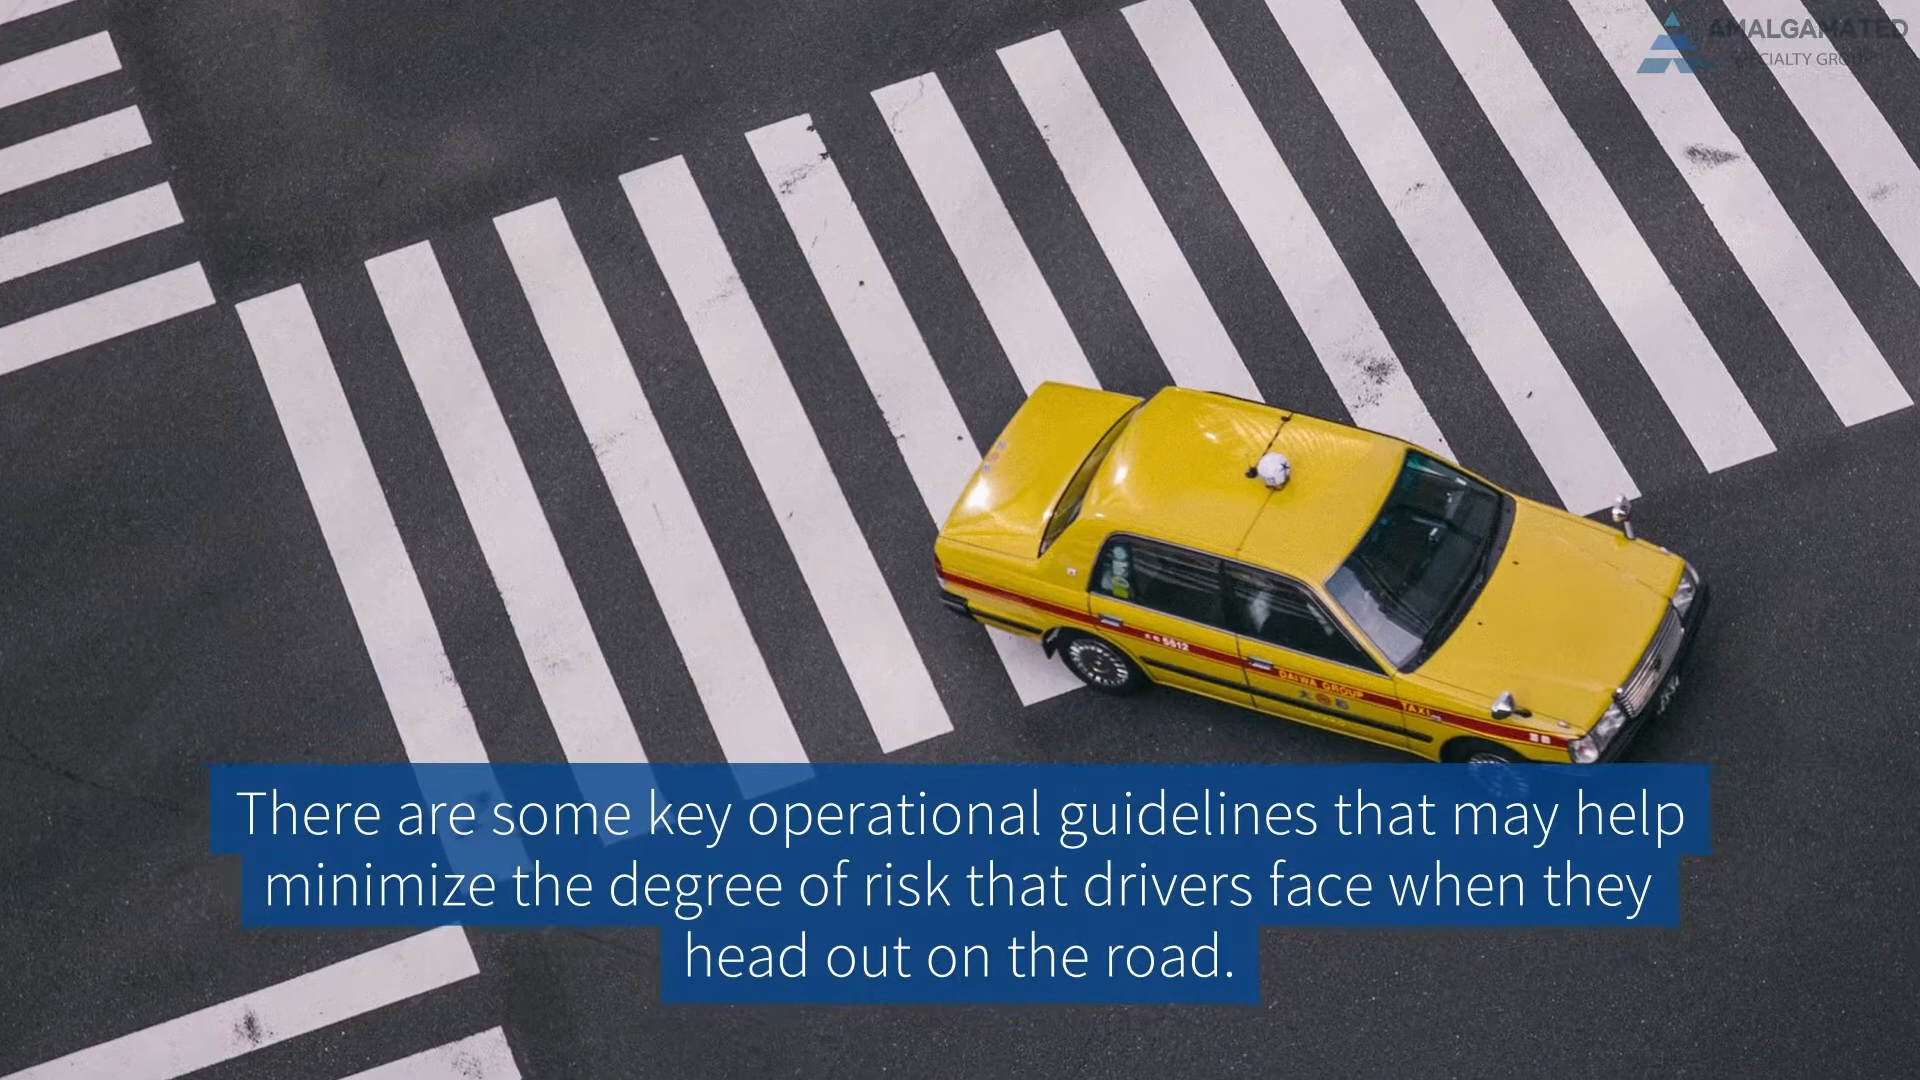 AMALGAMATED
SPECIALTY GROUP
5512
DAIWA GROUP
TAXI
There are some key operational guidelines that may help
minimize the degree of risk that drivers face when they
head out on the road.